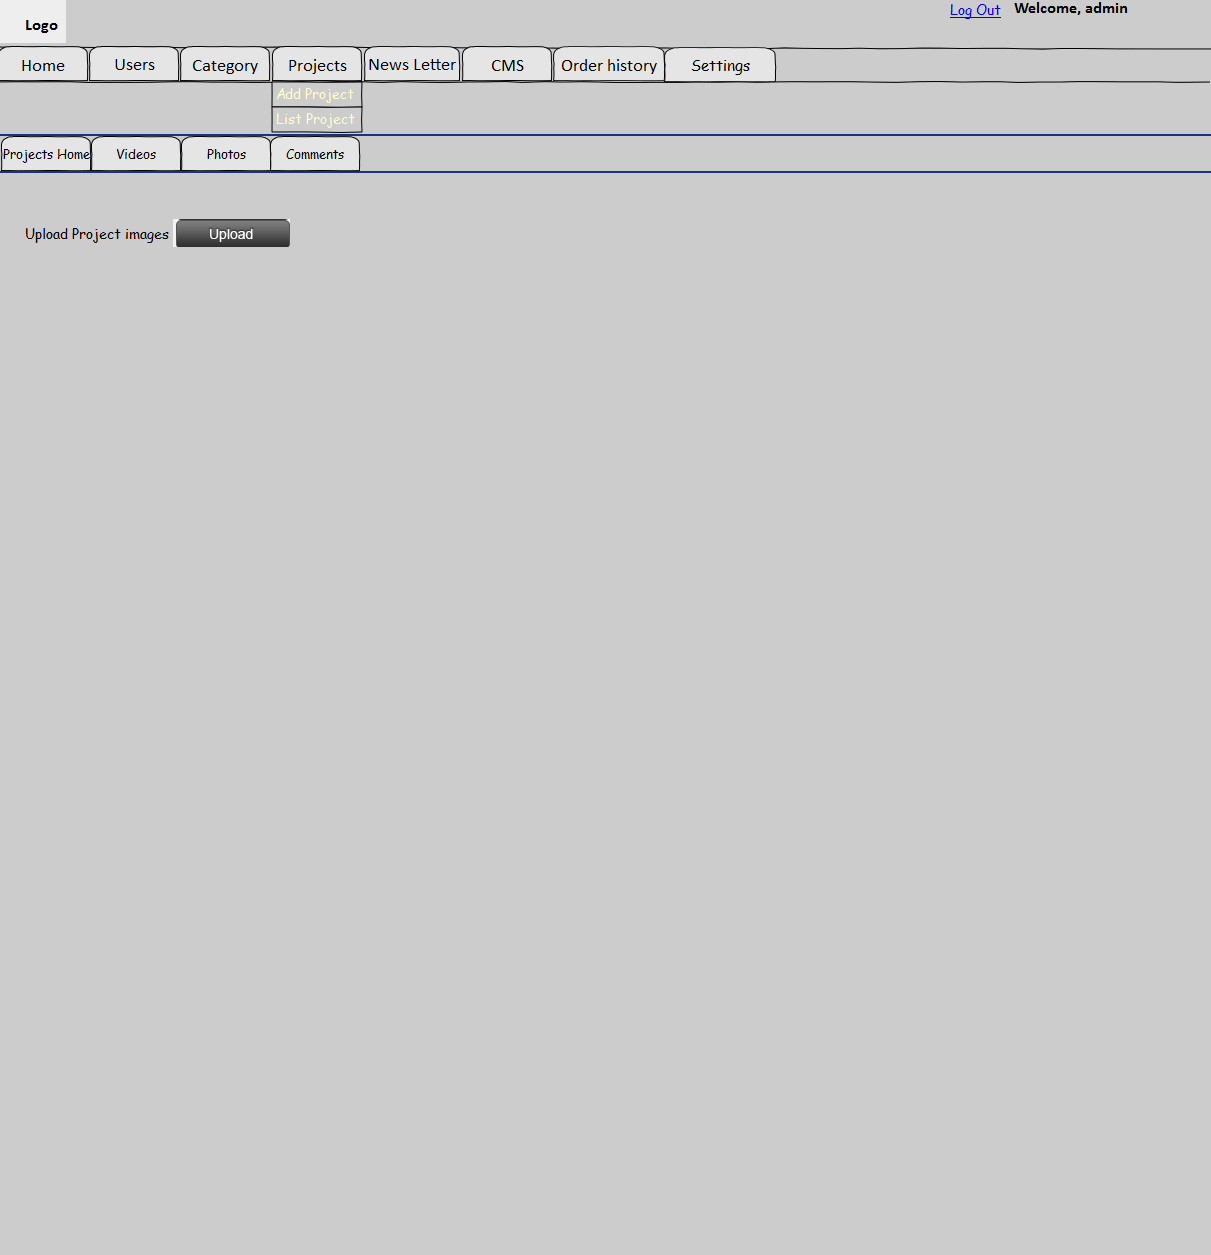 Log Out Welcome, admin
Logo
Home Users Category Projects News Letter CMS Order history Settings
Add Project
List Project
Projects Home Videos Photos Comments
Upload Project images Upload